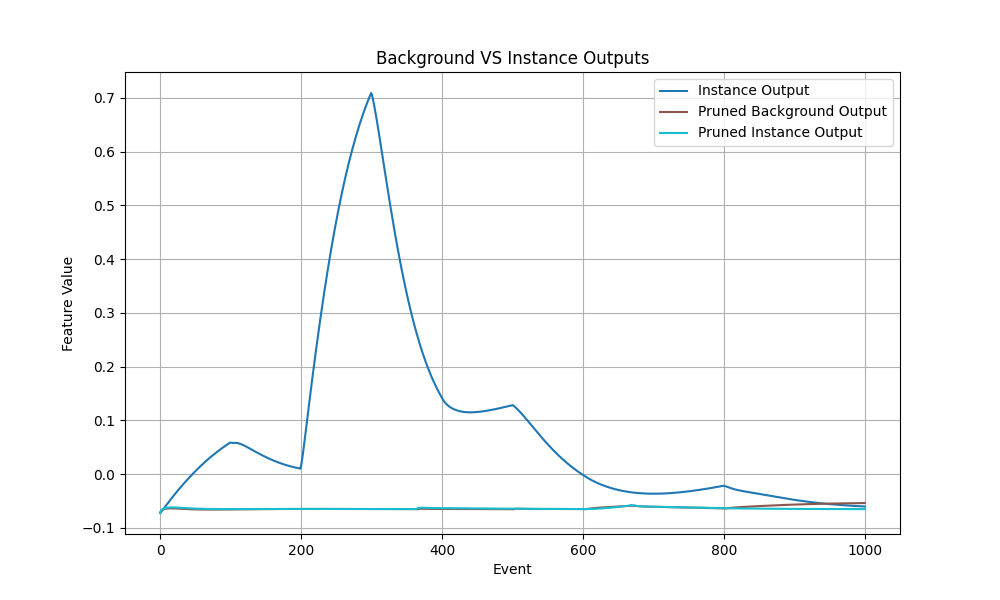 Background VS Instance Outputs
Instance Output
Pruned Background Output
Pruned Instance Output
Feature Value
0.7
0.6
0.5
0.4
0.3
0.2
0.1
0.0
−0.1
0 200 400 600 800 1000
Event